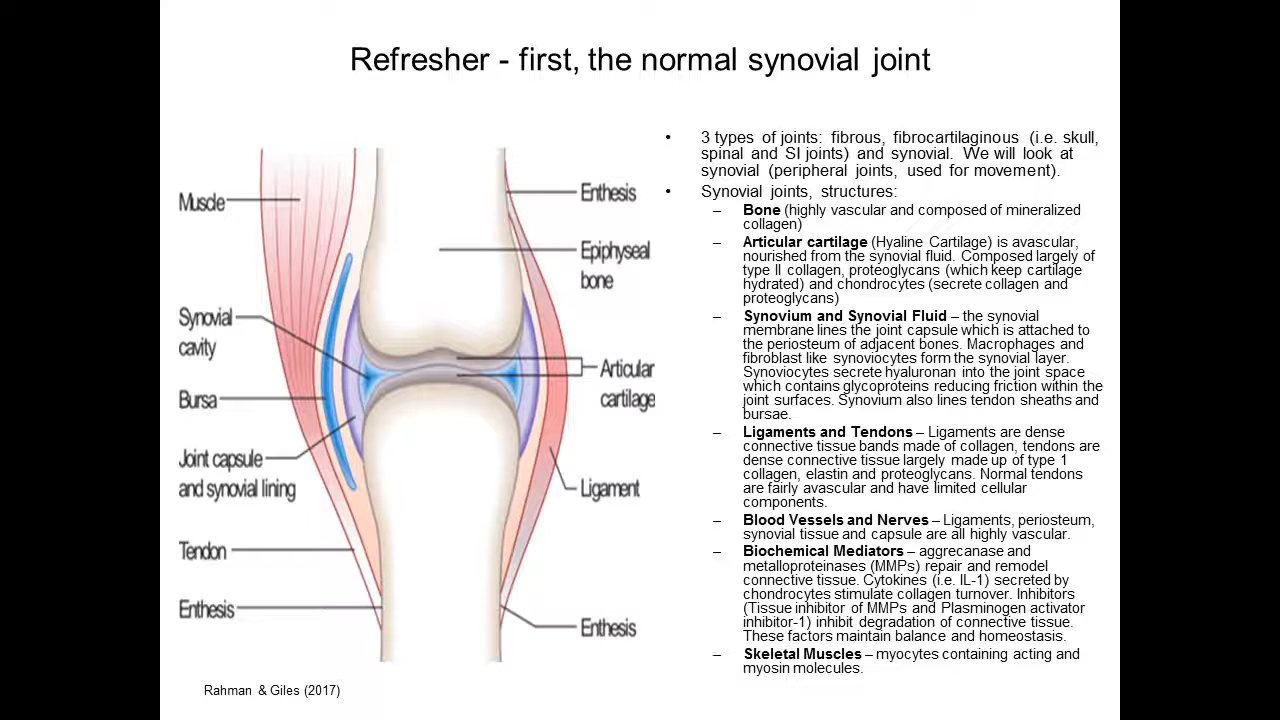 Refresher - first, the normal synovial joint
Muscle
Synovial
cavity
Bursa
Joint capsule
and synovial lining
Tendon
Enthesis
Enthesis
Epiphyseal
bone
Articular
cartilage
Ligament
Enthesis
Rahman & Giles (2017)
• 3 types of joints: fibrous, fibrocartilaginous (i.e. skull,
spinal and SI joints) and synovial. We will look at
synovial (peripheral joints, used for movement).
• Synovial joints, structures:
– Bone (highly vascular and composed of mineralized
collagen)
– Articular cartilage (Hyaline Cartilage) is avascular,
nourished from the synovial fluid. Composed largely of
type II collagen, proteoglycans (which keep cartilage
hydrated) and chondrocytes (secrete collagen and
proteoglycans)
– Synovium and Synovial Fluid – the synovial
membrane lines the joint capsule which is attached to
the periosteum of adjacent bones. Macrophages and
fibroblast like synoviocytes form the synovial layer.
Synoviocytes secrete hyaluronan into the joint space
which contains glycoproteins reducing friction within the
joint surfaces. Synovium also lines tendon sheaths and
bursae.
– Ligaments and Tendons – Ligaments are dense
connective tissue bands made of collagen, tendons are
dense connective tissue largely made up of type 1
collagen, elastin and proteoglycans. Normal tendons
are fairly avascular and have limited cellular
components.
– Blood Vessels and Nerves – Ligaments, periosteum,
synovial tissue and capsule are all highly vascular.
– Biochemical Mediators – aggrecanase and
metalloproteinases (MMPs) repair and remodel
connective tissue. Cytokines (i.e. IL-1) secreted by
chondrocytes stimulate collagen turnover. Inhibitors
(Tissue inhibitor of MMPs and Plasminogen activator
inhibitor-1) inhibit degradation of connective tissue.
These factors maintain balance and homeostasis.
– Skeletal Muscles – myocytes containing acting and
myosin molecules.